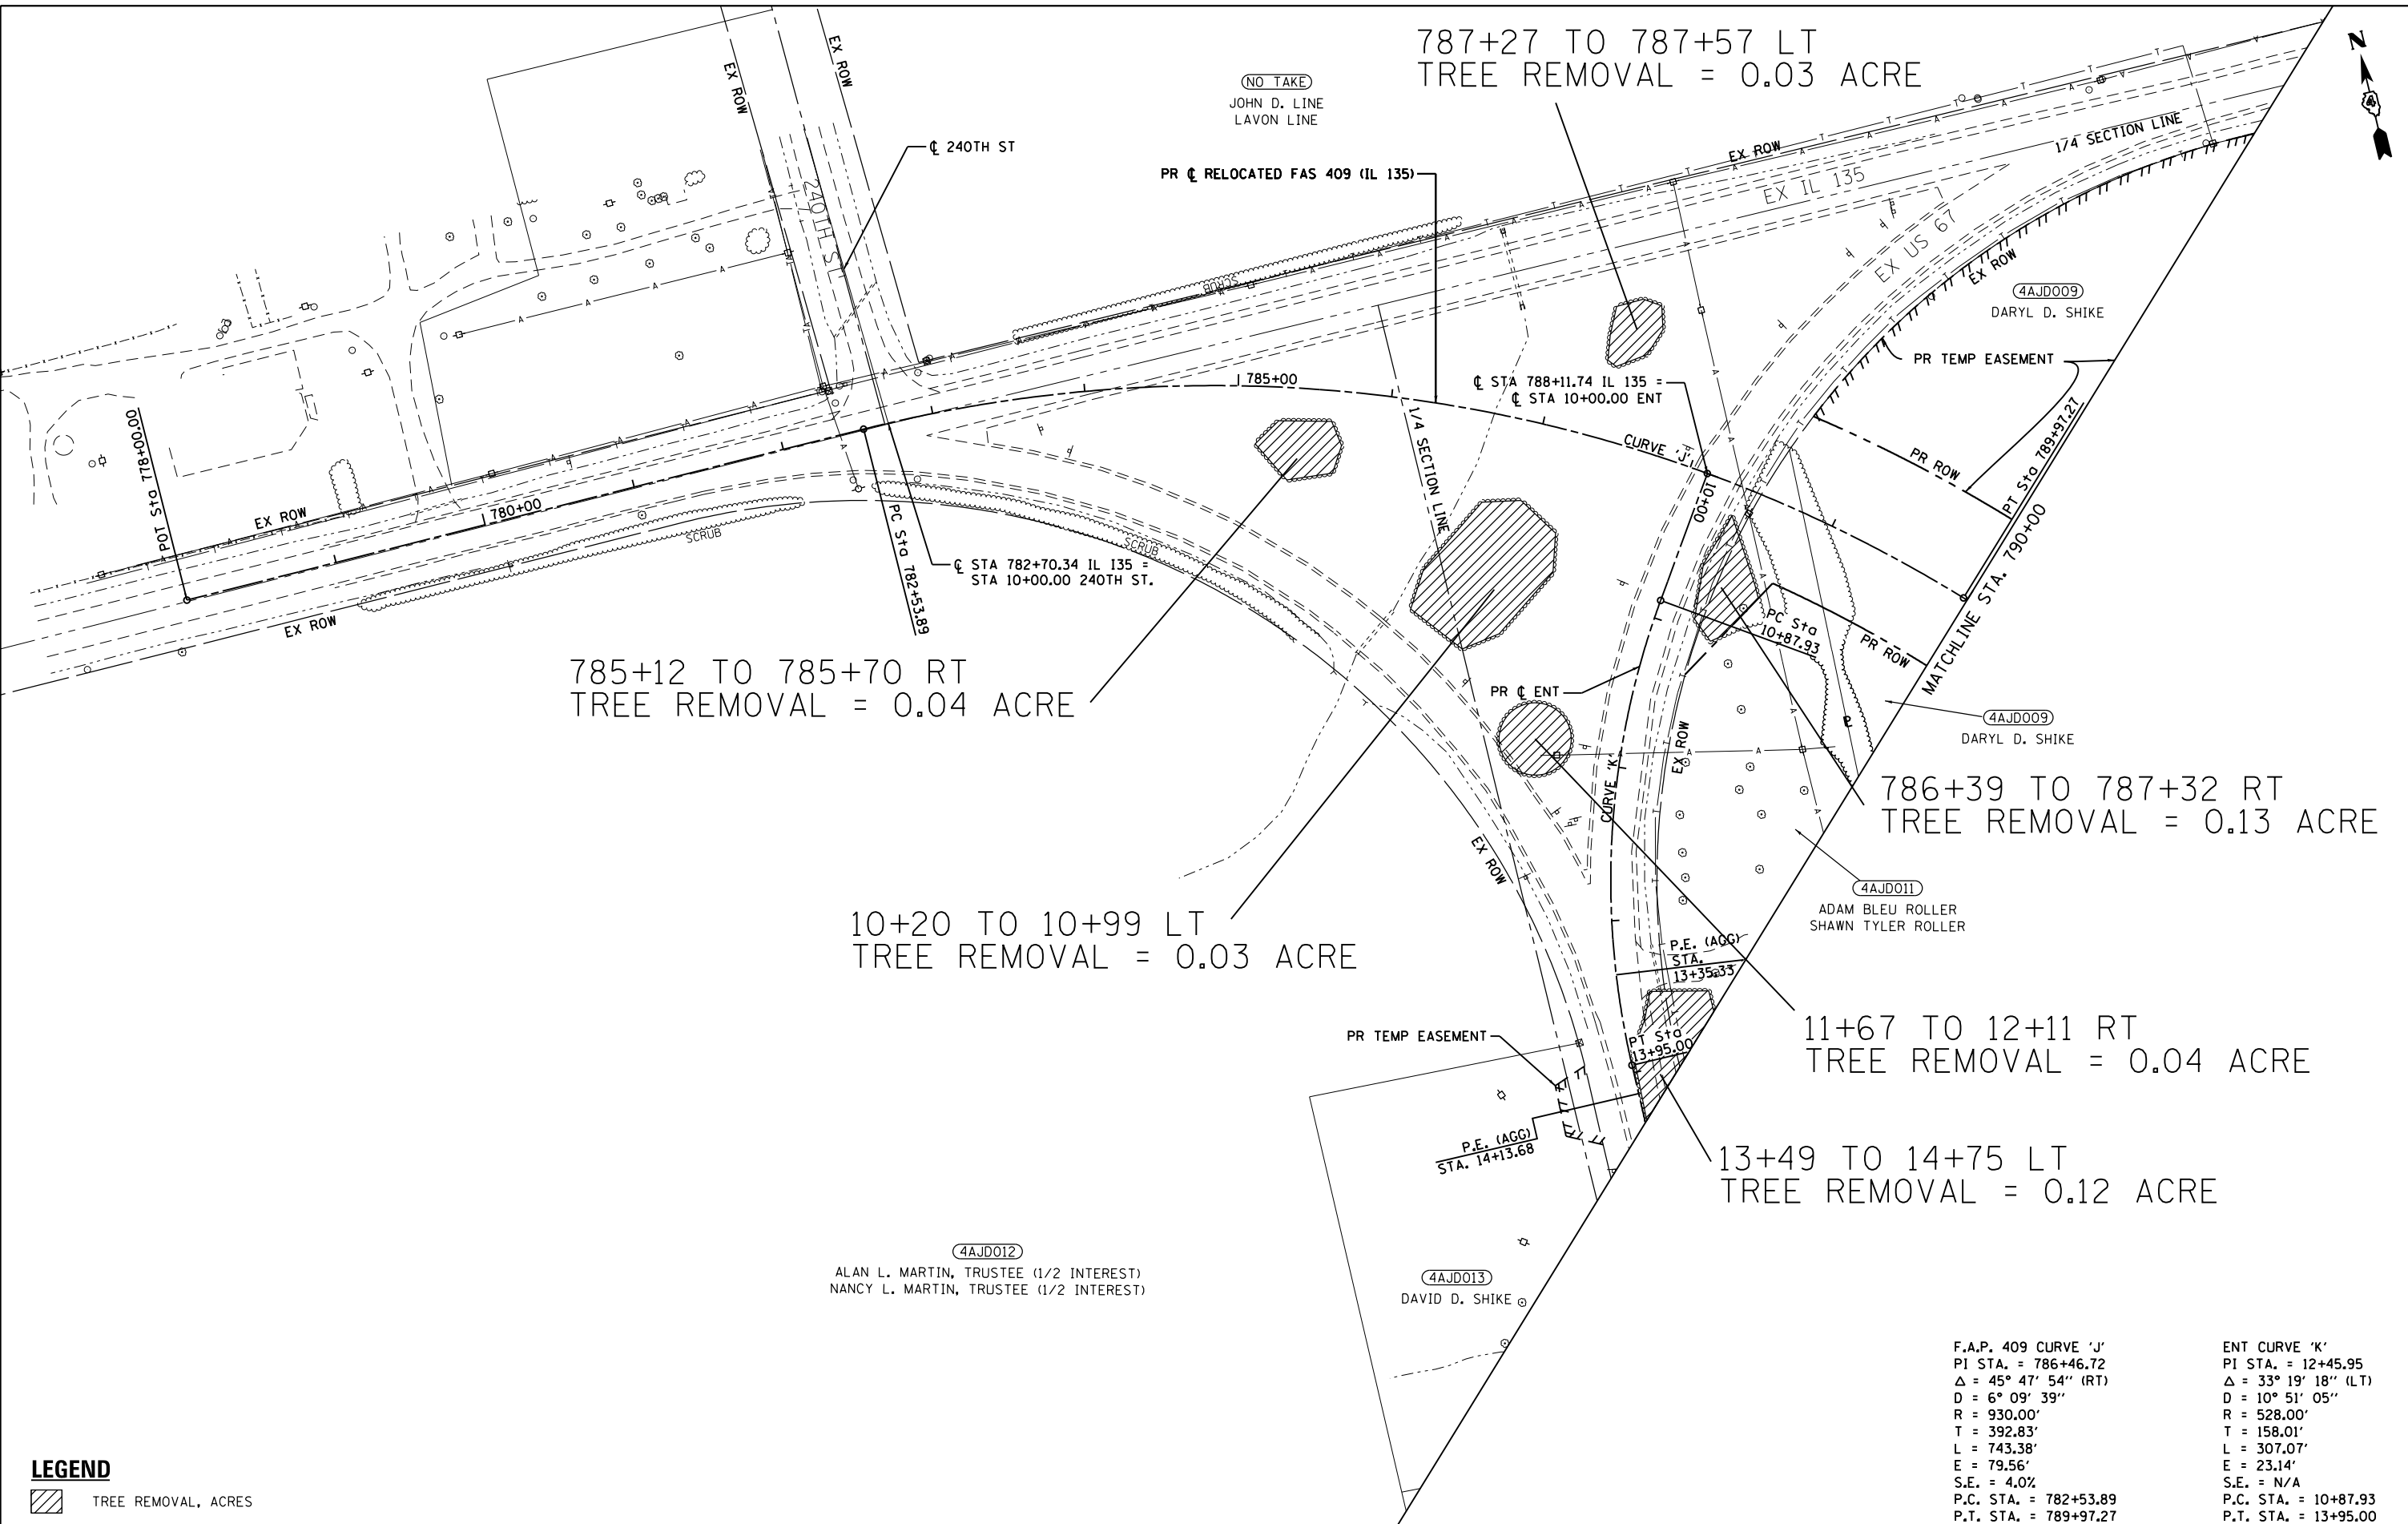 787+27 TO 787+57 LT
TREE REMOVAL = 0.03 ACRE
N
4
EX ROW
EX ROW
NO TAKE
JOHN D. LINE
LAVON LINE
℄ 240TH ST
PR ℄ RELOCATED FAS 409 (IL 135)
EX ROW
1/4 SECTION LINE
EX IL 135
240TH S
EX US 67
EX ROW
4AJD009
DARYL D. SHIKE
SCRUB
PR TEMP EASEMENT
785+00
℄ STA 788+11.74 IL 135 =
℄ STA 10+00.00 ENT
1/4 SECTION LINE
CURVE 'J'
PR ROW
PT Sta 789+97.27
POT Sta 778+00.00
EX ROW
780+00
10+00
SCRUB
SCRUB
PC Sta 782+53.89
℄ STA 782+70.34 IL 135 =
STA 10+00.00 240TH ST.
MATCHLINE STA. 790+00
EX ROW
PC Sta
10+87.93
PR ROW
785+12 TO 785+70 RT
TREE REMOVAL = 0.04 ACRE
PR ℄ ENT
EX ROW
P
4AJD009
DARYL D. SHIKE
CURVE 'K'
786+39 TO 787+32 RT
TREE REMOVAL = 0.13 ACRE
EX ROW
4AJD011
ADAM BLEU ROLLER
SHAWN TYLER ROLLER
10+20 TO 10+99 LT
TREE REMOVAL = 0.03 ACRE
P.E. (AGG)
STA.
13+35.33
11+67 TO 12+11 RT
TREE REMOVAL = 0.04 ACRE
PR TEMP EASEMENT
PT Sta
13+95.00
P.E. (AGG)
STA. 14+13.68
13+49 TO 14+75 LT
TREE REMOVAL = 0.12 ACRE
4AJD012
ALAN L. MARTIN, TRUSTEE (1/2 INTEREST)
NANCY L. MARTIN, TRUSTEE (1/2 INTEREST)
4AJD013
DAVID D. SHIKE
F.A.P. 409 CURVE 'J'
PI STA. = 786+46.72
Δ = 45° 47' 54'' (RT)
D = 6° 09' 39''
R = 930.00'
T = 392.83'
L = 743.38'
E = 79.56'
S.E. = 4.0%
P.C. STA. = 782+53.89
P.T. STA. = 789+97.27
ENT CURVE 'K'
PI STA. = 12+45.95
Δ = 33° 19' 18'' (LT)
D = 10° 51' 05''
R = 528.00'
T = 158.01'
L = 307.07'
E = 23.14'
S.E. = N/A
P.C. STA. = 10+87.93
P.T. STA. = 13+95.00
LEGEND
TREE REMOVAL, ACRES